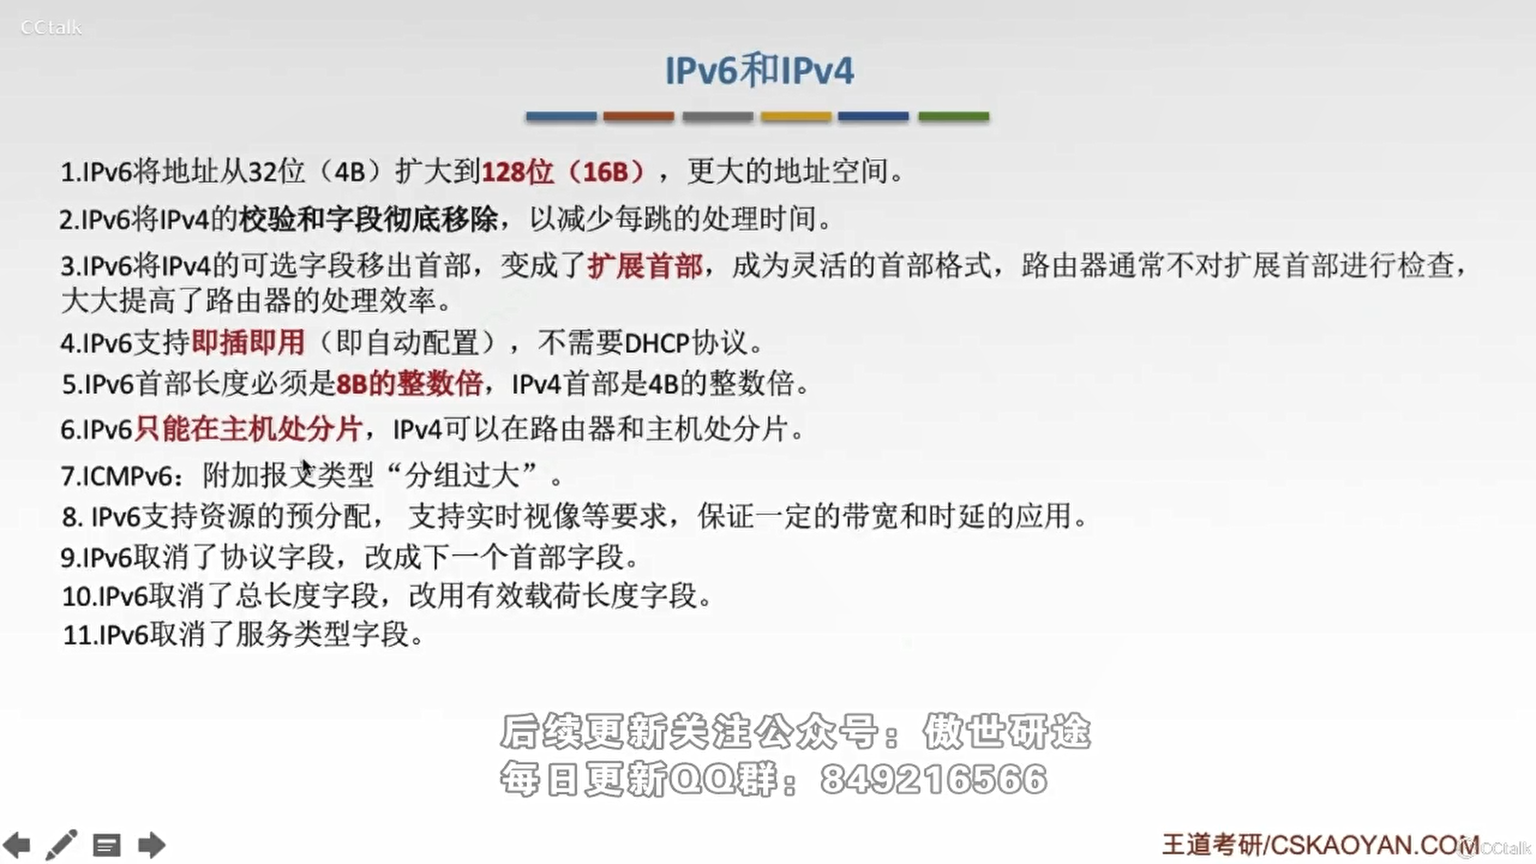 CCtalk
IPv6和IPv4
1.IPv6将地址从32位（4B）扩大到128位（16B），更大的地址空间。
2.IPv6将IPv4的校验和字段彻底移除，以减少每跳的处理时间。
3.IPv6将IPv4的可选字段移出首部，变成了扩展首部，成为灵活的首部格式，路由器通常不对扩展首部进行检查，
大大提高了路由器的处理效率。
4.IPv6支持即插即用（即自动配置），不需要DHCP协议。
5.IPv6首部长度必须是8B的整数倍，IPv4首部是4B的整数倍。
6.IPv6只能在主机处分片，IPv4可以在路由器和主机处分片。
7.ICMPv6：附加报文类型“分组过大”。
8. IPv6支持资源的预分配， 支持实时视像等要求，保证一定的带宽和时延的应用。
9.IPv6取消了协议字段，改成下一个首部字段。
10.IPv6取消了总长度字段，改用有效载荷长度字段。
11.IPv6取消了服务类型字段。
后续更新关注公众号：傲世研途
每日更新QQ群：849216566
王道考研/CSKAOYAN.COM
CCtalk